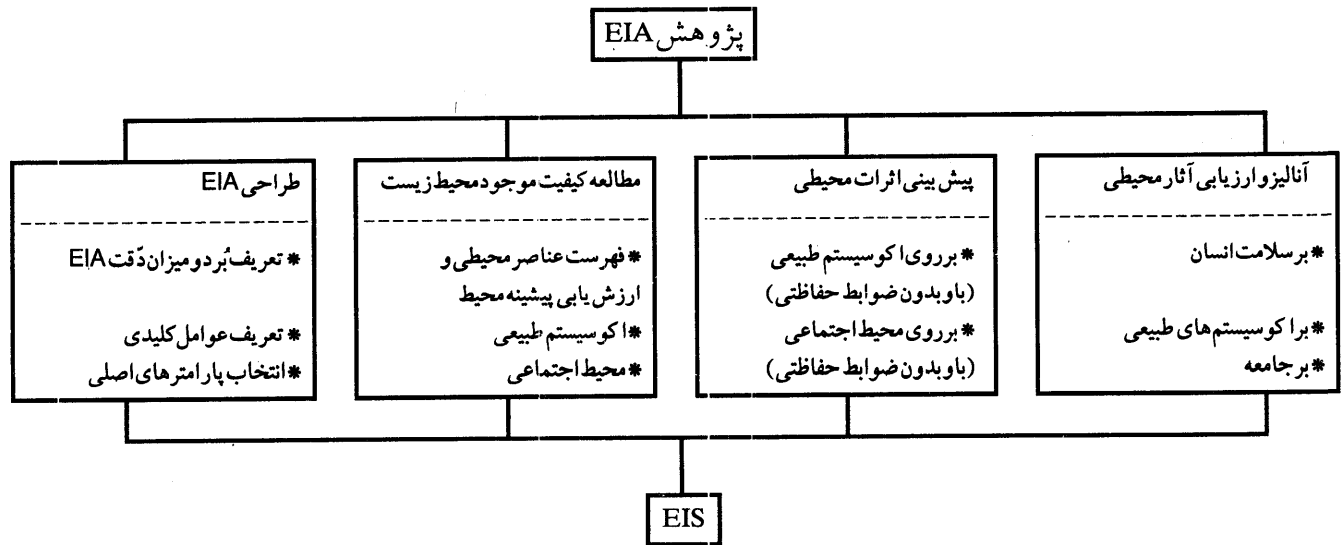 پژوهش EIA
آنالیز و ارزیابی آثار محیطی
* بر سلامت انسان
* بر اکوسیستم‌های طبیعی
* بر جامعه
پیش بینی اثرات محیطی
* بر روی اکوسیستم طبیعی
(با و بدون ضوابط حفاظتی)
* بر روی محیط اجتماعی
(با و بدون ضوابط حفاظتی)
مطالعه کیفیت موجود محیط زیست
* فهرست عناصر محیطی و
ارزش یابی پیشینه محیط
* اکوسیستم طبیعی
* محیط اجتماعی
طراحی EIA
* تعریف بُرد و میزان دّقت EIA
* تعریف عوامل کلیدی
* انتخاب پارامترهای اصلی
EIS